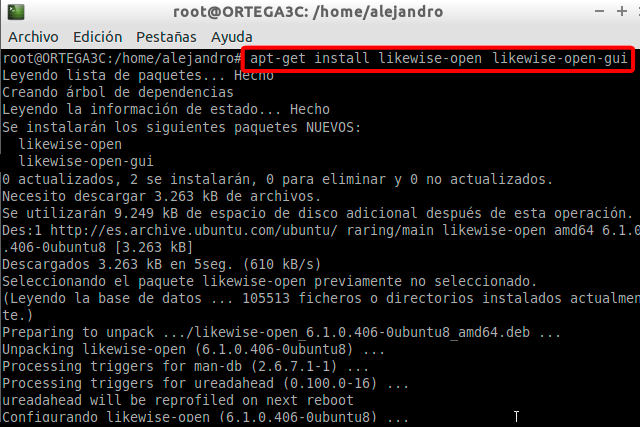 root@ORTEGA3C: /home/alejandro
Archivo Edición Pestañas Ayuda
root@ORTEGA3C:/home/alejandro# apt-get install likewise-open likewise-open-gui
Leyendo lista de paquetes... Hecho
Creando árbol de dependencias
Leyendo la información de estado... Hecho
Se instalarán los siguientes paquetes NUEVOS:
likewise-open
likewise-open-gui
0 actualizados, 2 se instalarán, 0 para eliminar y 0 no actualizados.
Necesito descargar 3.263 kB de archivos.
Se utilizarán 9.249 kB de espacio de disco adicional después de esta operación.
Des:1 http://es.archive.ubuntu.com/ubuntu/ raring/main likewise-open amd64 6.1.0
.406-0ubuntu8 [3.263 kB]
Descargados 3.263 kB en 5seg. (610 kB/s)
Seleccionando el paquete likewise-open previamente no seleccionado.
(Leyendo la base de datos ... 105513 ficheros o directorios instalados actualmen
te.)
Preparing to unpack .../likewise-open_6.1.0.406-0ubuntu8_amd64.deb ...
Unpacking likewise-open (6.1.0.406-0ubuntu8) ...
Processing triggers for man-db (2.6.7.1-1) ...
Processing triggers for ureadahead (0.100.0-16) ...
ureadahead will be reprofiled on next reboot
Configurando likewise-open (6.1.0.406-0ubuntu8) ...